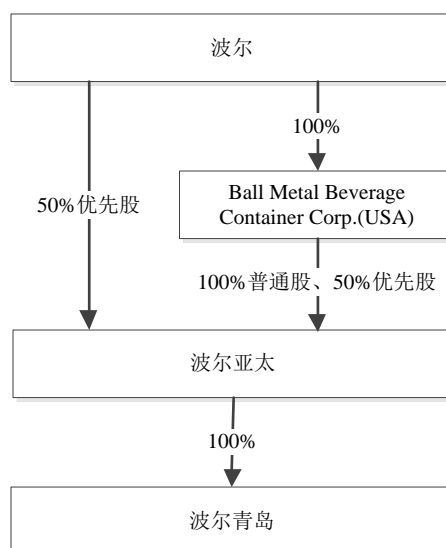 波尔
100%
Ball Metal Beverage
Container Corp.(USA)
50%优先股
100%普通股、50%优先股
波尔亚太
100%
波尔青岛